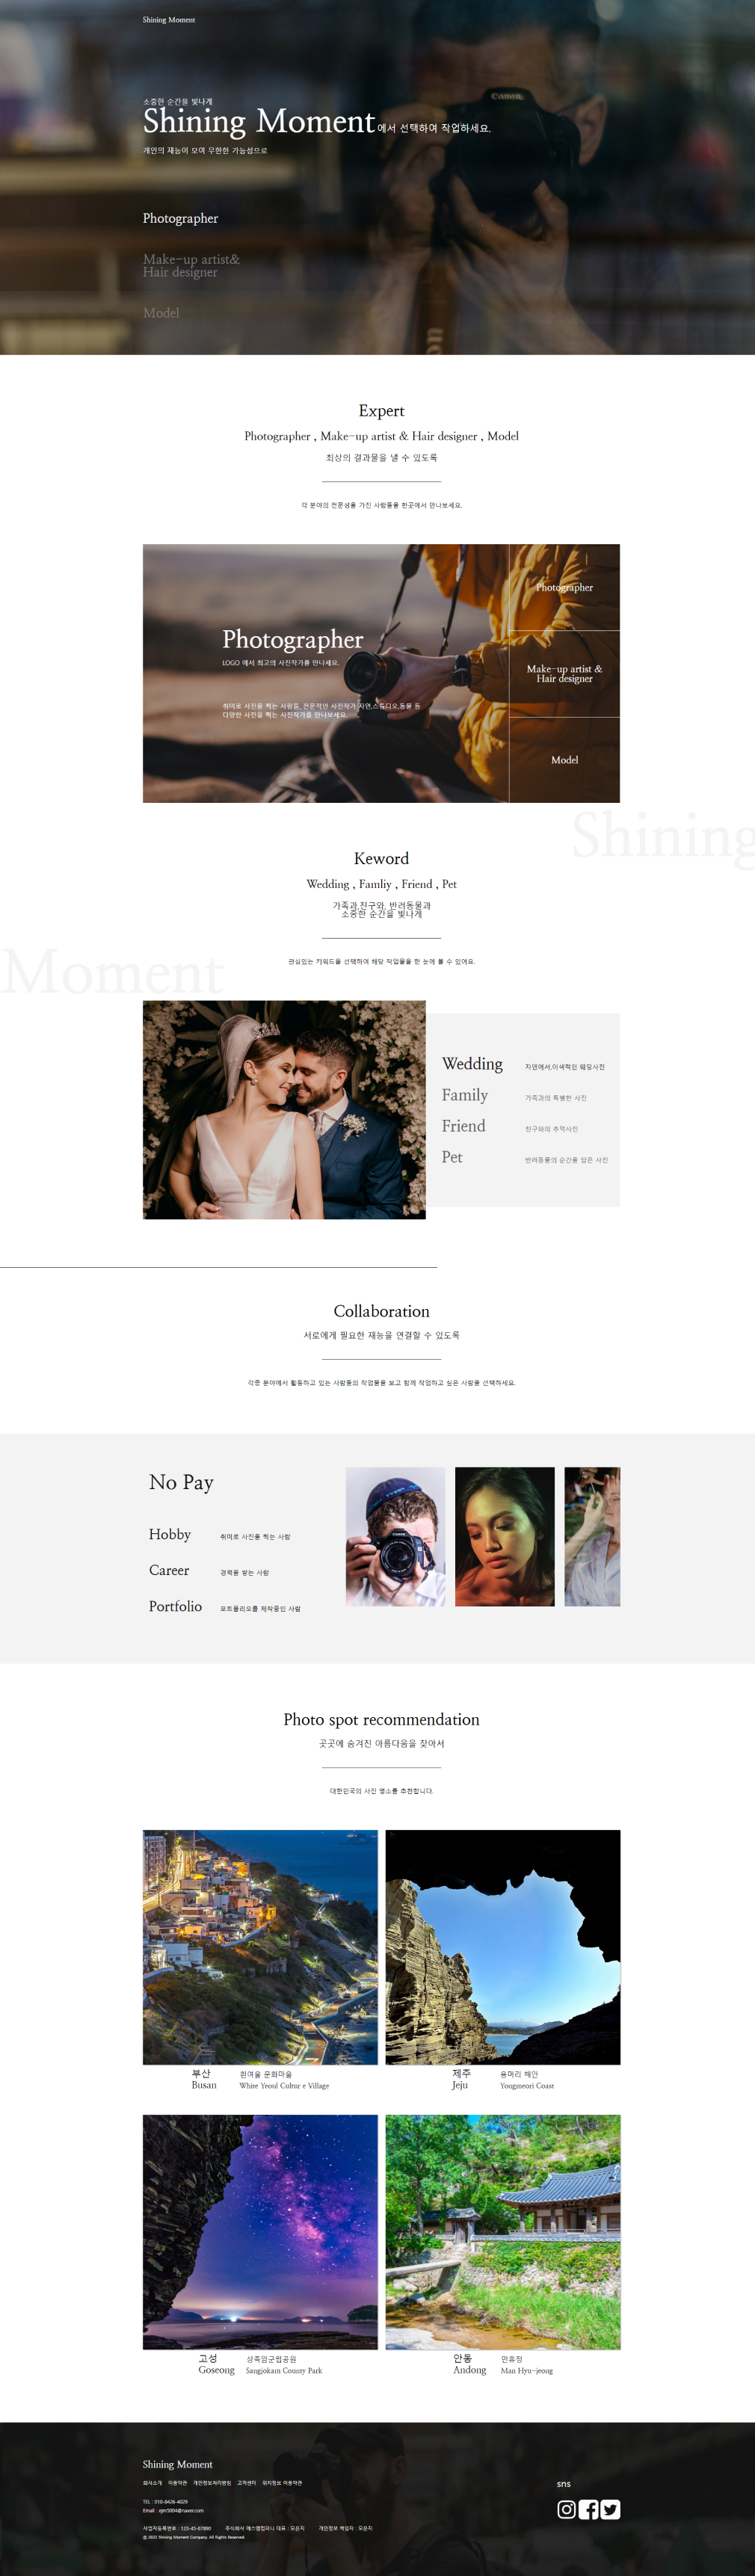 Shining Moment
소중한 순간을 빛나게
Shining Moment 에서 선택하여 작업하세요.
개인의 재능이 모여 무한한 가능성으로
Canon
Photographer
Make-up artist&
Hair designer
Model
Expert
Photographer , Make-up artist & Hair designer , Model
최상의 결과물을 낼 수 있도록
각 분야의 전문성을 가진 사람들을 한곳에서 만나보세요.
Photographer
LOGO 에서 최고의 사진작가를 만나세요.
취미로 사진을 찍는 사람들, 전문적인 사진작가 자연,스튜디오,동물 등
다양한 사진을 찍는 사진작가를 만나보세요.
Photographer
Make-up artist &
Hair designer
Model
Shining
Keword
Wedding , Famliy , Friend , Pet
가족과,친구와, 반려동물과
소중한 순간을 빛나게
Moment
관심있는 키워드을 선택하여 해당 작업물을 한 눈에 볼 수 있어요.
Wedding 자연에서,이색적인 웨딩사진
Family 가족과의 특별한 사진
Friend 친구와의 추억사진
Pet 반려동물의 순간을 담은 사진
Collaboration
서로에게 필요한 재능을 연결할 수 있도록
각종 분야에서 활동하고 있는 사람들의 작업물을 보고 함께 작업하고 싶은 사람을 선택하세요.
No Pay
Hobby 취미로 사진을 찍는 사람
Career 경력을 쌓는 사람
Portfolio 포트폴리오를 제작중인 사람
Canon
Photo spot recommendation
곳곳에 숨겨진 아름다움을 찾아서
대한민국의 사진 명소를 추천합니다.
부산 흰여울 문화마을
Busan White Yeoul Cultur e Village
제주 용머리 해안
Jeju Yongmeori Coast
고성 상족암군립공원
Goseong Sangjokam County Park
안동 만휴정
Andong Man Hyu-jeong
Shining Moment
회사소개 이용약관 개인정보처리방침 고객센터 위치정보 이용약관
TEL : 010-8426-4029
Email : ejm5004@naver.com
사업자등록번호 : 123-45-67890 주식회사 에스엠컴퍼니 대표 : 모은지 개인정보 책임자 : 모은지
@ 2022 Shining Moment Company. All Rights Reserved.
sns